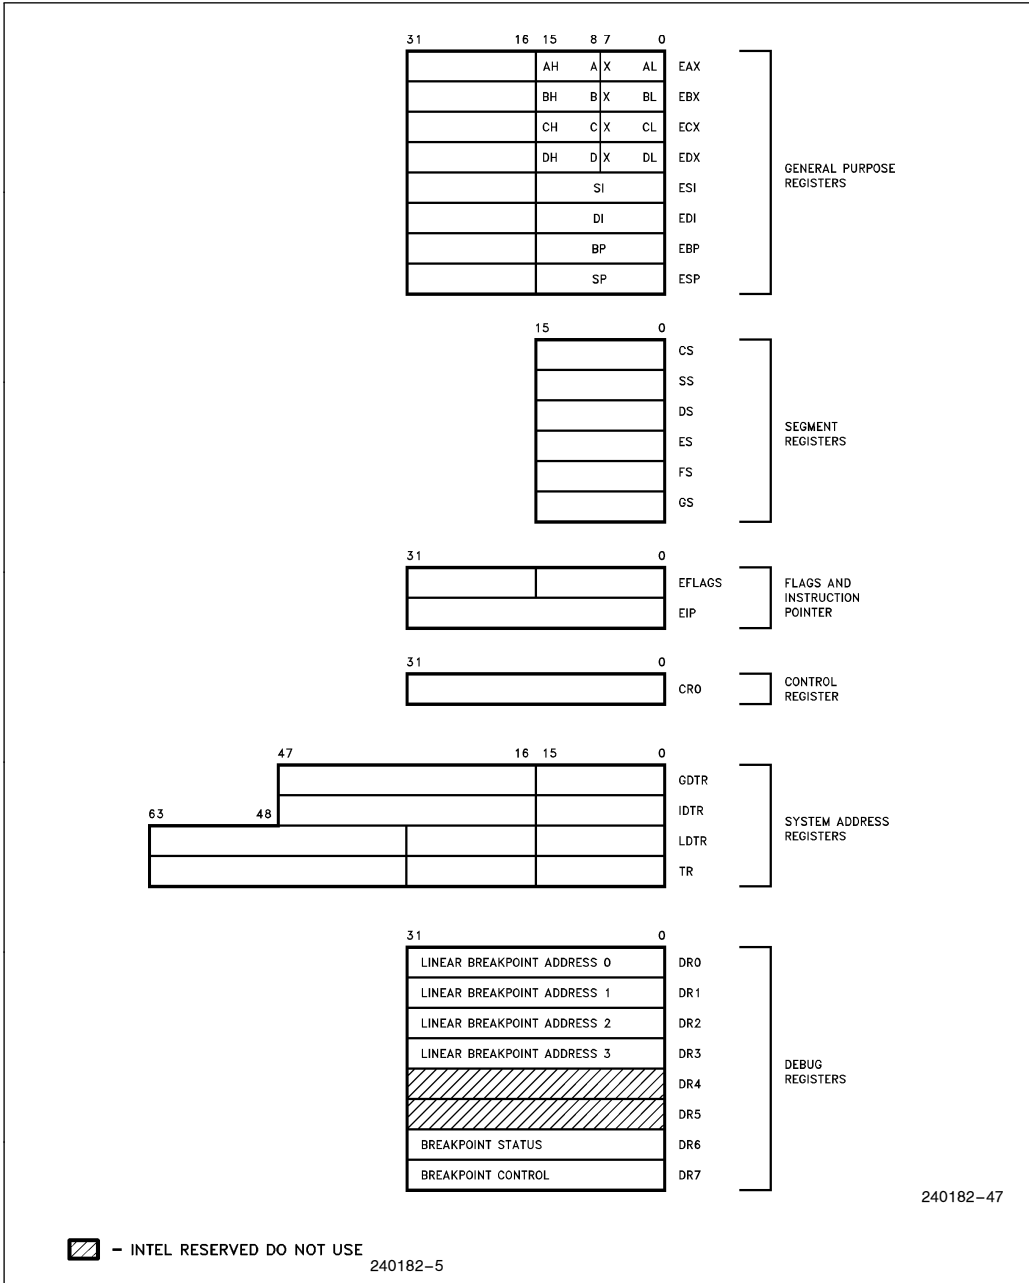 31 16 15 8 7 0
AH A X AL EAX
BH B X BL EBX
CH C X CL ECX
DH D X DL EDX
SI ESI
DI EDI
BP EBP
SP ESP
GENERAL PURPOSE
REGISTERS
15 0
CS
SS
DS
ES
FS
GS
SEGMENT
REGISTERS
31 0
EFLAGS
EIP
FLAGS AND
INSTRUCTION
POINTER
31 0
CR0
CONTROL
REGISTER
47 16 15 0
GDTR
IDTR
63 48
LDTR
TR
SYSTEM ADDRESS
REGISTERS
31 0
LINEAR BREAKPOINT ADDRESS 0 DR0
LINEAR BREAKPOINT ADDRESS 1 DR1
LINEAR BREAKPOINT ADDRESS 2 DR2
LINEAR BREAKPOINT ADDRESS 3 DR3
DR4
DR5
BREAKPOINT STATUS DR6
BREAKPOINT CONTROL DR7
DEBUG
REGISTERS
240182-47
- INTEL RESERVED DO NOT USE
240182-5